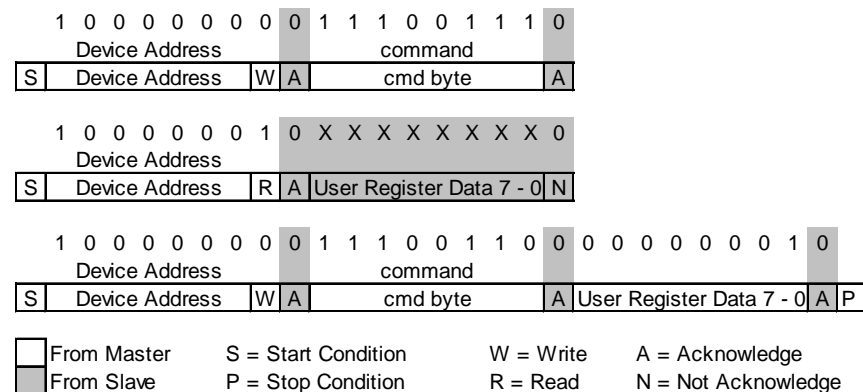 1 0 0 0 0 0 0 0 0 1 1 1 0 0 1 1 1 0
Device Address command
S Device Address W A cmd byte A
1 0 0 0 0 0 0 1 0 X X X X X X X X 0
Device Address
S Device Address R A User Register Data 7 - 0 N
1 0 0 0 0 0 0 0 0 1 1 1 0 0 1 1 0 0 0 0 0 0 0 0 0 1 0
Device Address command
S Device Address W A cmd byte A User Register Data 7 - 0 A P
From Master S = Start Condition W = Write A = Acknowledge
From Slave P = Stop Condition R = Read N = Not Acknowledge